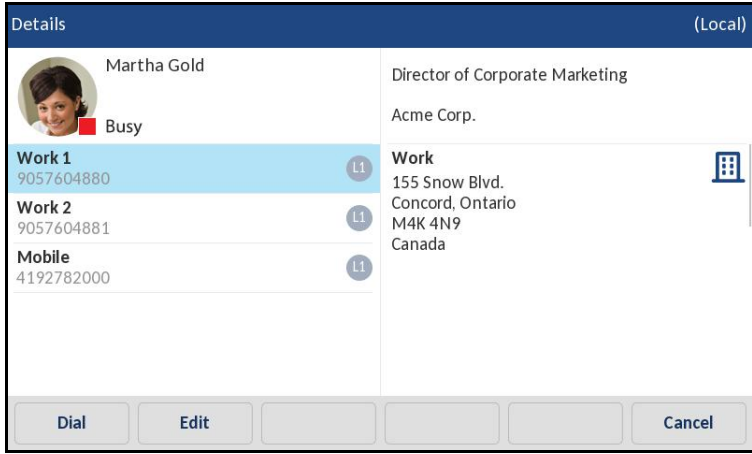 Details
(Local)
Martha Gold
Busy
Work 1
9057604880
L1
Work 2
9057604881
L1
Mobile
4192782000
L1
Director of Corporate Marketing
Acme Corp.
Work
155 Snow Blvd.
Concord, Ontario
M4K 4N9
Canada
Dial
Edit
Cancel